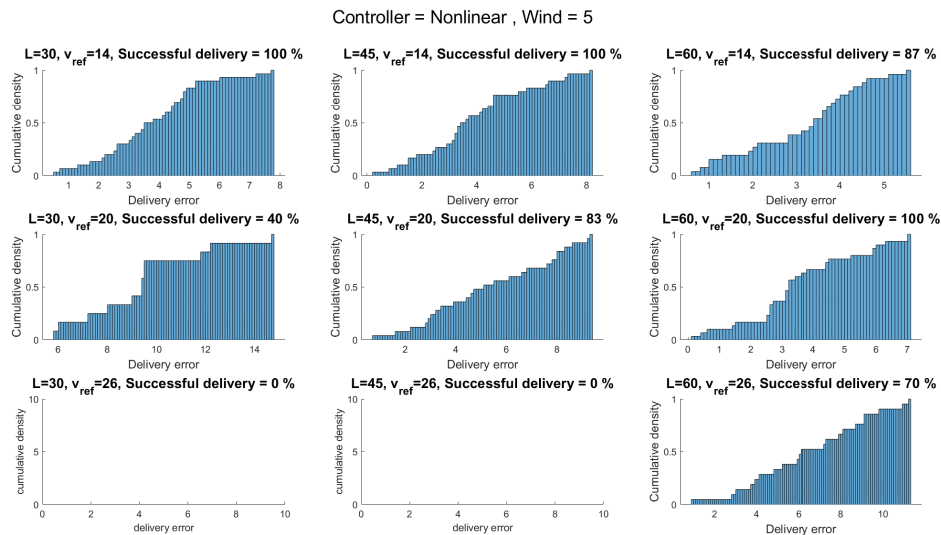 Controller = Nonlinear , Wind = 5
L=30, v_ref=14, Successful delivery = 100 %
L=45, v_ref=14, Successful delivery = 100 %
L=60, v_ref=14, Successful delivery = 87 %
Cumulative density
1
0.5
0
1 2 3 4 5 6 7 8
Delivery error
Cumulative density
1
0.5
0
0 2 4 6 8
Delivery error
Cumulative density
1
0.5
0
1 2 3 4 5
Delivery error
L=30, v_ref=20, Successful delivery = 40 %
L=45, v_ref=20, Successful delivery = 83 %
L=60, v_ref=20, Successful delivery = 100 %
Cumulative density
1
0.5
0
6 8 10 12 14
Delivery error
Cumulative density
1
0.5
0
2 4 6 8
Delivery error
Cumulative density
1
0.5
0
0 1 2 3 4 5 6 7
Delivery error
L=30, v_ref=26, Successful delivery = 0 %
L=45, v_ref=26, Successful delivery = 0 %
L=60, v_ref=26, Successful delivery = 70 %
cumulative density
10
5
0
0 2 4 6 8 10
delivery error
cumulative density
10
5
0
0 2 4 6 8 10
delivery error
Cumulative density
1
0.5
0
2 4 6 8 10
Delivery error